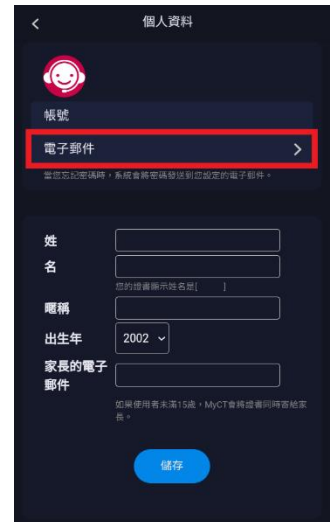 個人資料
帳號
電子郵件
當您忘記密碼時，系統會將密碼發送到您設定的電子郵件。
姓
名
您的證書顯示姓名是[ ]
暱稱
出生年 2002
家長的電子
郵件
如果使用者未滿15歲，MyCT會將證書同時寄給家
長。
儲存